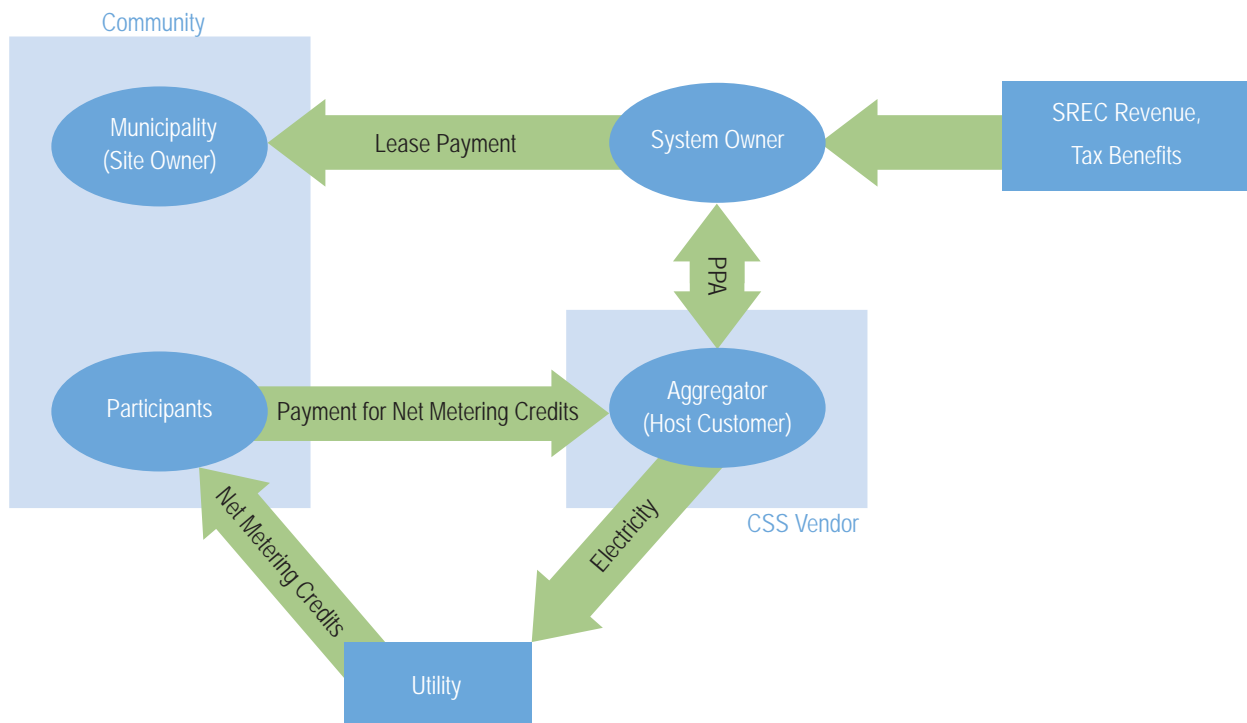 Community
Municipality
(Site Owner)
Lease Payment
System Owner
SREC Revenue,
Tax Benefits
PPA
Participants
Payment for Net Metering Credits
Aggregator
(Host Customer)
CSS Vendor
Net Metering Credits
Electricity
Utility